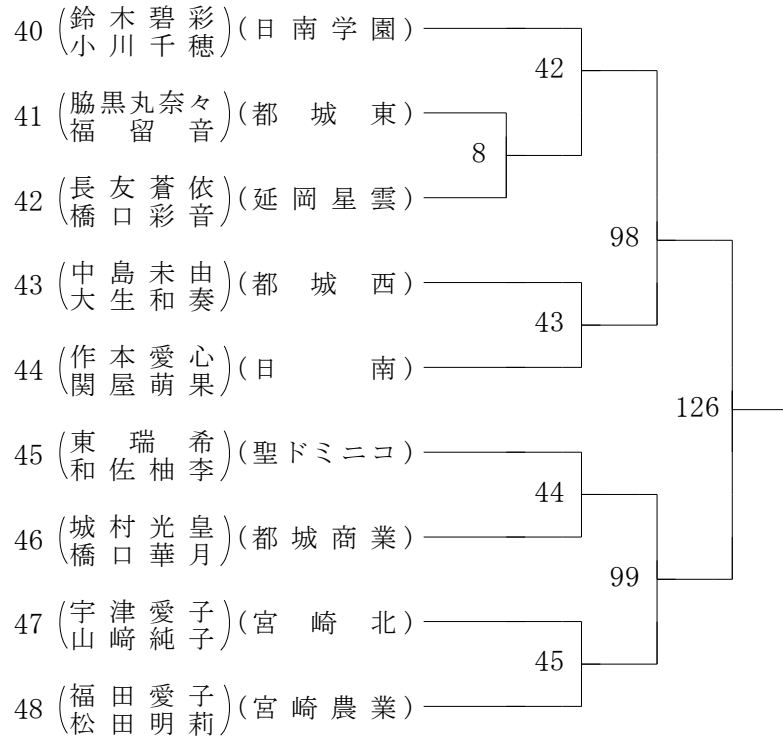 40 (鈴木碧彩 小川千穂) (日南学園)
42
41 (脇黒丸奈々 福留音) (都城東)
8
42 (長友蒼依 橋口彩音) (延岡星雲)
98
43 (中島未由 大生和奏) (都城西)
43
44 (作本愛心 関屋萌果) (日南)
126
45 (東瑞希 和佐柚李) (聖ドミニコ)
44
46 (城村光皇 橋口華月) (都城商業)
99
47 (宇津愛子 山﨑純子) (宮崎北)
45
48 (福田愛子 松田明莉) (宮崎農業)